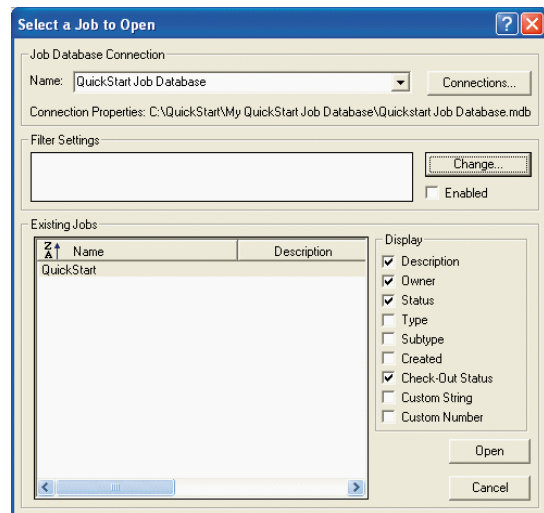 Select a Job to Open
Job Database Connection
Name: QuickStart Job Database
Connections...
Connection Properties: C:\QuickStart\My QuickStart Job Database\Quickstart Job Database.mdb
Filter Settings
Change...
Enabled
Existing Jobs
Name Description
QuickStart
Display
Description
Owner
Status
Type
Subtype
Created
Check-Out Status
Custom String
Custom Number
Open
Cancel